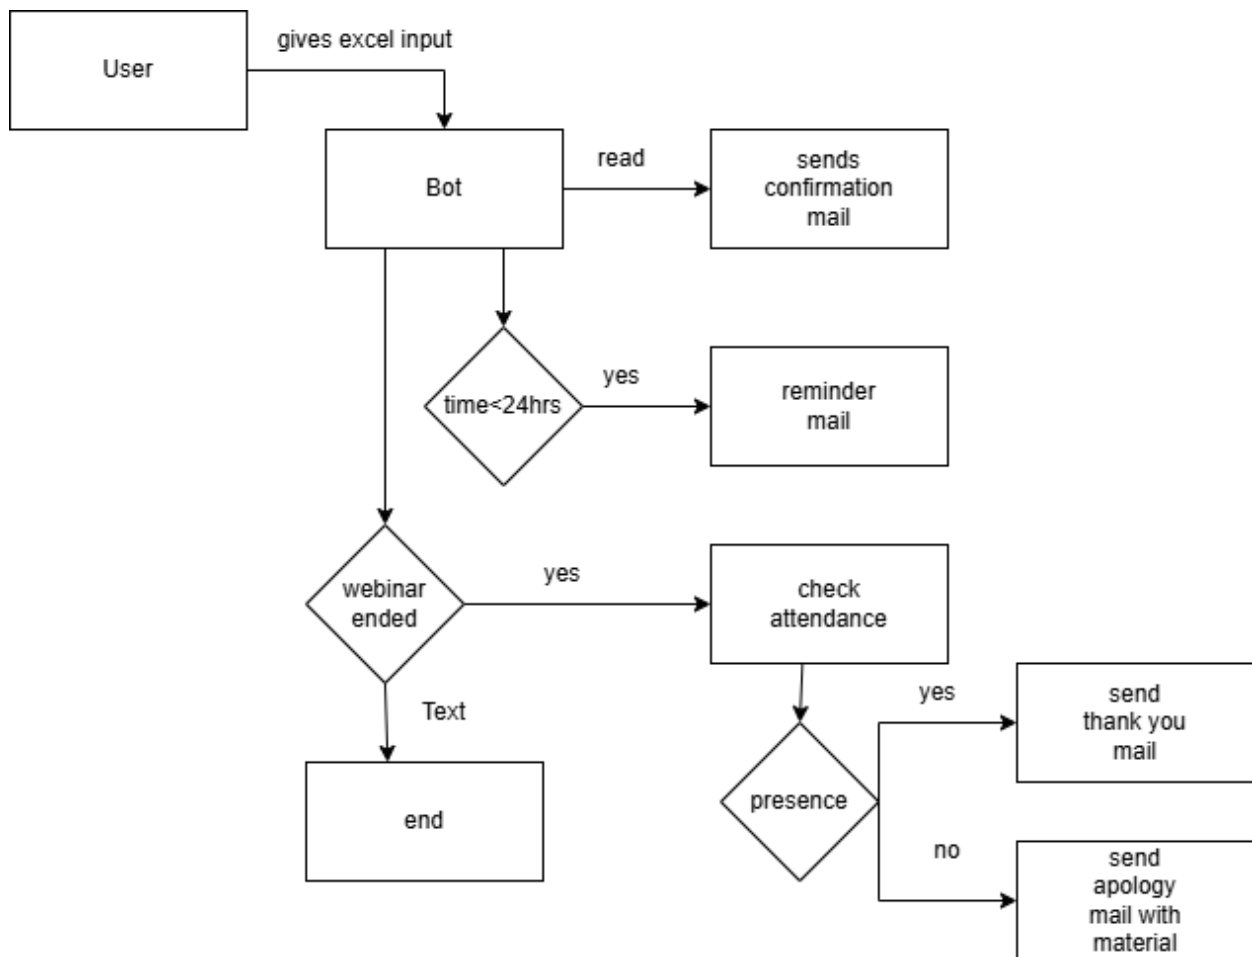 gives excel input
User
Bot
read
sends
confirmation
mail
time<24hrs
yes
reminder
mail
webinar
ended
yes
check
attendance
Text
end
presence
yes
send
thank you
mail
no
send
apology
mail with
material